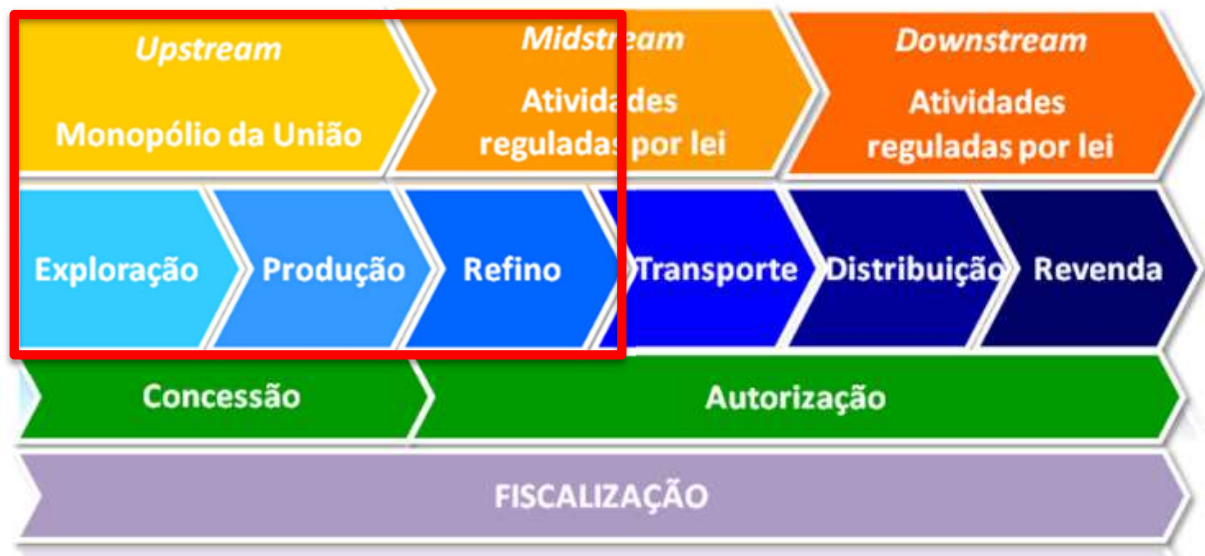 Upstream
Midstream
Downstream
Monopólio da União
Atividades
reguladas por lei
Atividades
reguladas por lei
Exploração
Produção
Refino
Transporte
Distribuição
Revenda
Concessão
Autorização
FISCALIZAÇÃO